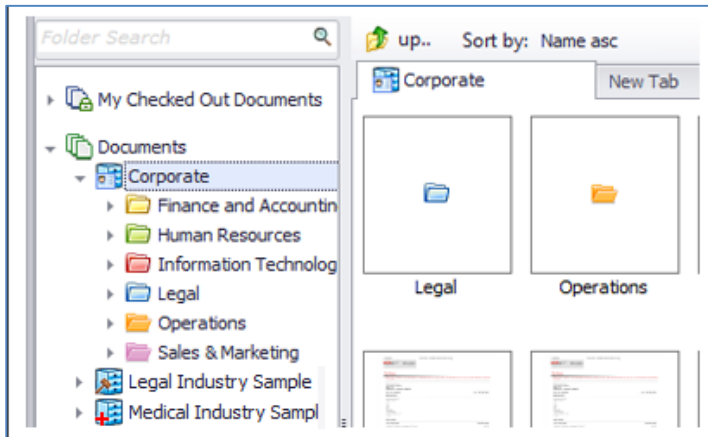 Folder Search
My Checked Out Documents
Documents
Corporate
Finance and Accountin
Human Resources
Information Technolog
Legal
Operations
Sales & Marketing
Legal Industry Sample
Medical Industry Sampl
up.. Sort by: Name asc
Corporate New Tab
Legal Operations